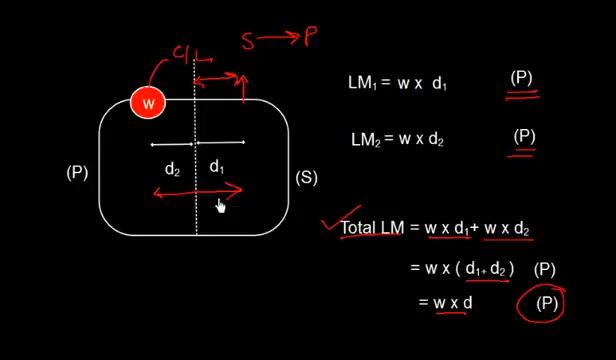 C/L
S → P
W
LM₁ = w x d₁ (P)
LM₂ = w x d₂ (P)
d₂ d₁
(P)
(S)
Total LM = w x d₁ + w x d₂
= w x ( d₁ + d₂ ) (P)
= w x d (P)